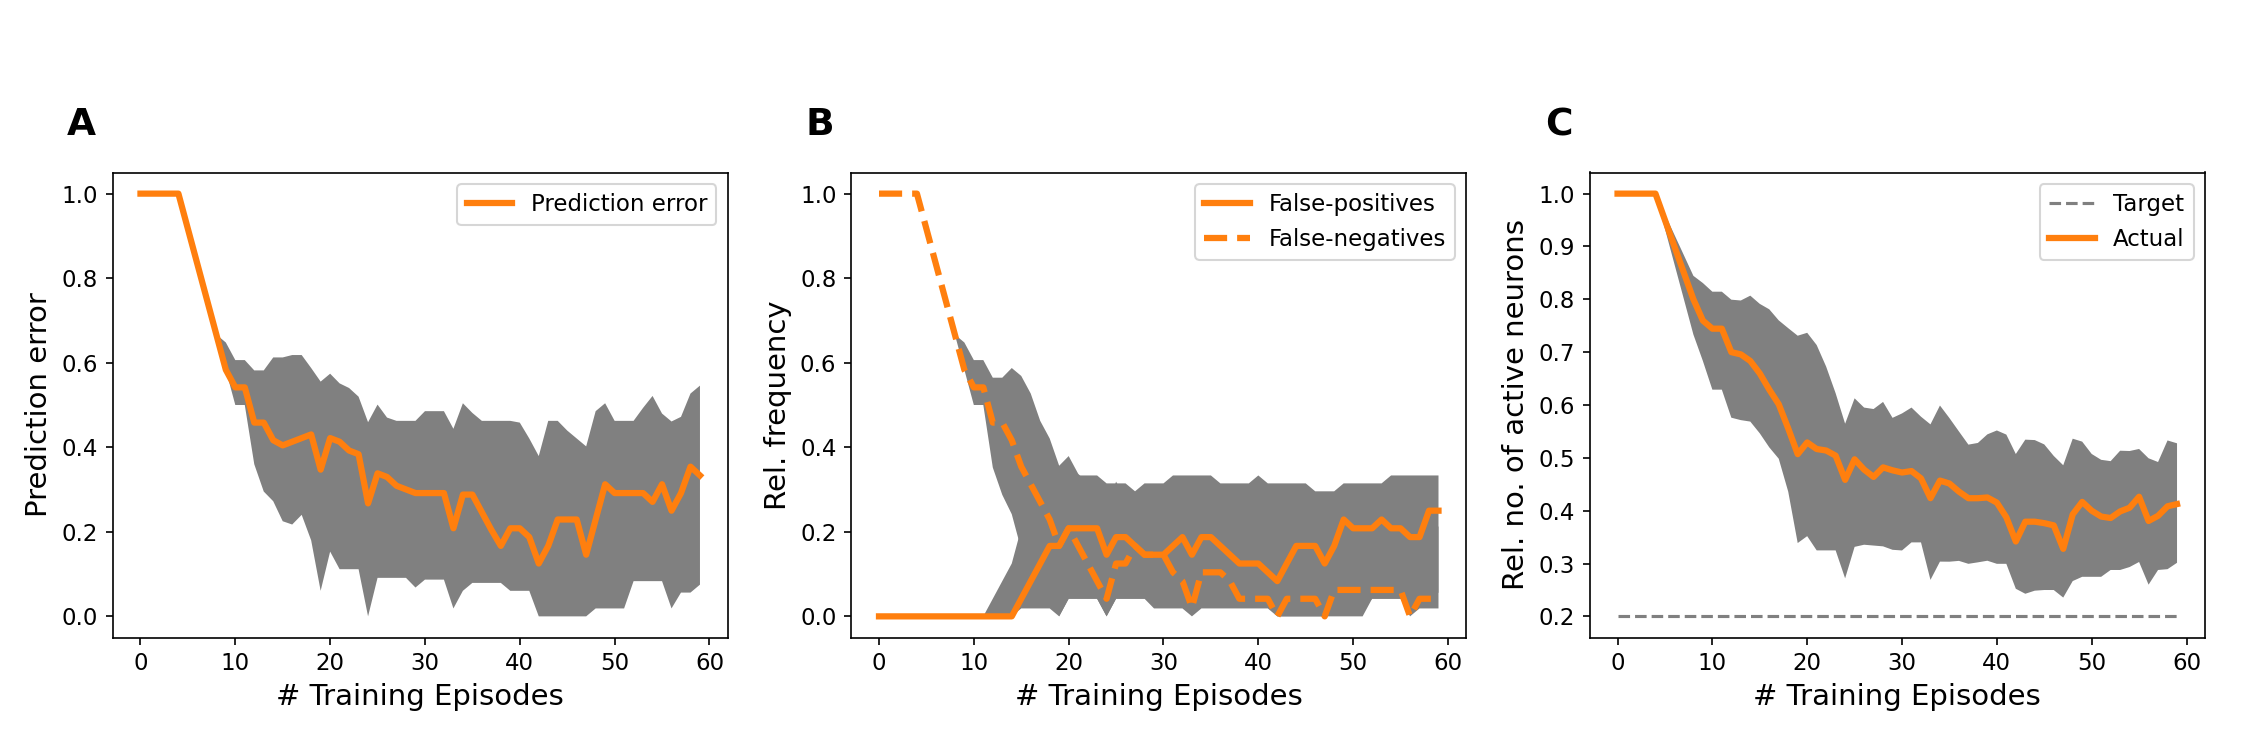 A
B
C
Prediction error
False-positives
False-negatives
Target
Actual
Prediction error
1.0
0.8
0.6
0.4
0.2
0.0
0 10 20 30 40 50 60
# Training Episodes
Rel. frequency
1.0
0.8
0.6
0.4
0.2
0.0
0 10 20 30 40 50 60
# Training Episodes
Rel. no. of active neurons
1.0
0.9
0.8
0.7
0.6
0.5
0.4
0.3
0.2
0 10 20 30 40 50 60
# Training Episodes